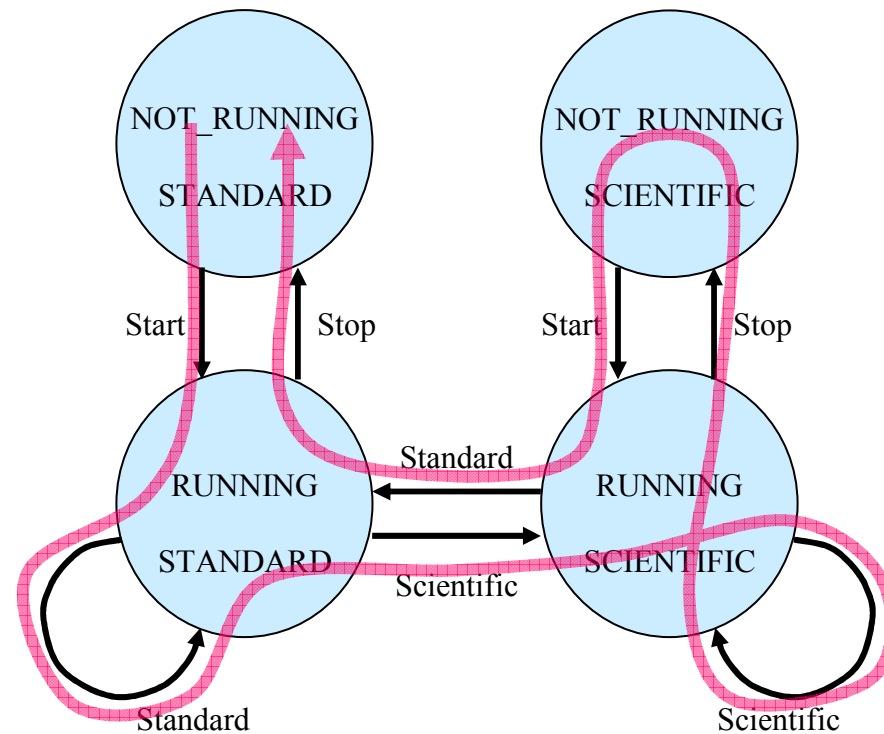 NOT_RUNNING
STANDARD
NOT_RUNNING
SCIENTIFIC
Start
Stop
Start
Stop
RUNNING
STANDARD
Standard
Scientific
RUNNING
SCIENTIFIC
Standard
Scientific